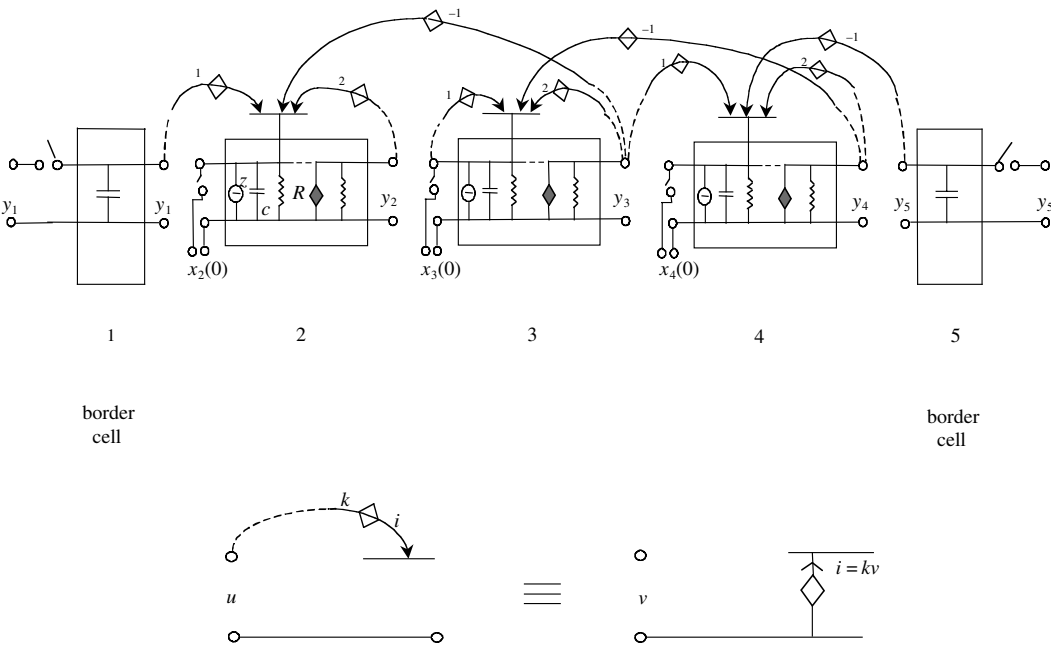 −1
−1
−1
1
2
1
2
1
2
y₁
y₁
z
c
R
y₂
y₃
y₄
y₅
y₅
x₂(0)
x₃(0)
x₄(0)
1
2
3
4
5
border
cell
border
cell
k
i
u
v
i = kv